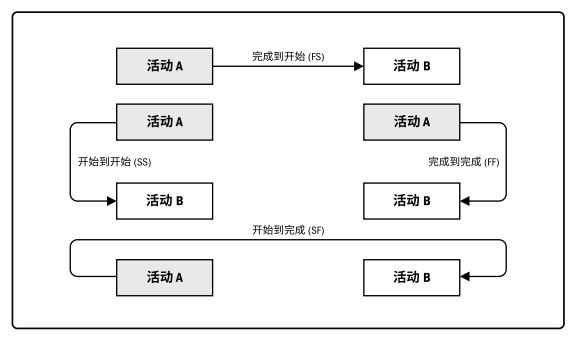 活动 A
完成到开始 (FS)
活动 B
活动 A
活动 A
开始到开始 (SS)
完成到完成 (FF)
活动 B
活动 B
开始到完成 (SF)
活动 A
活动 B